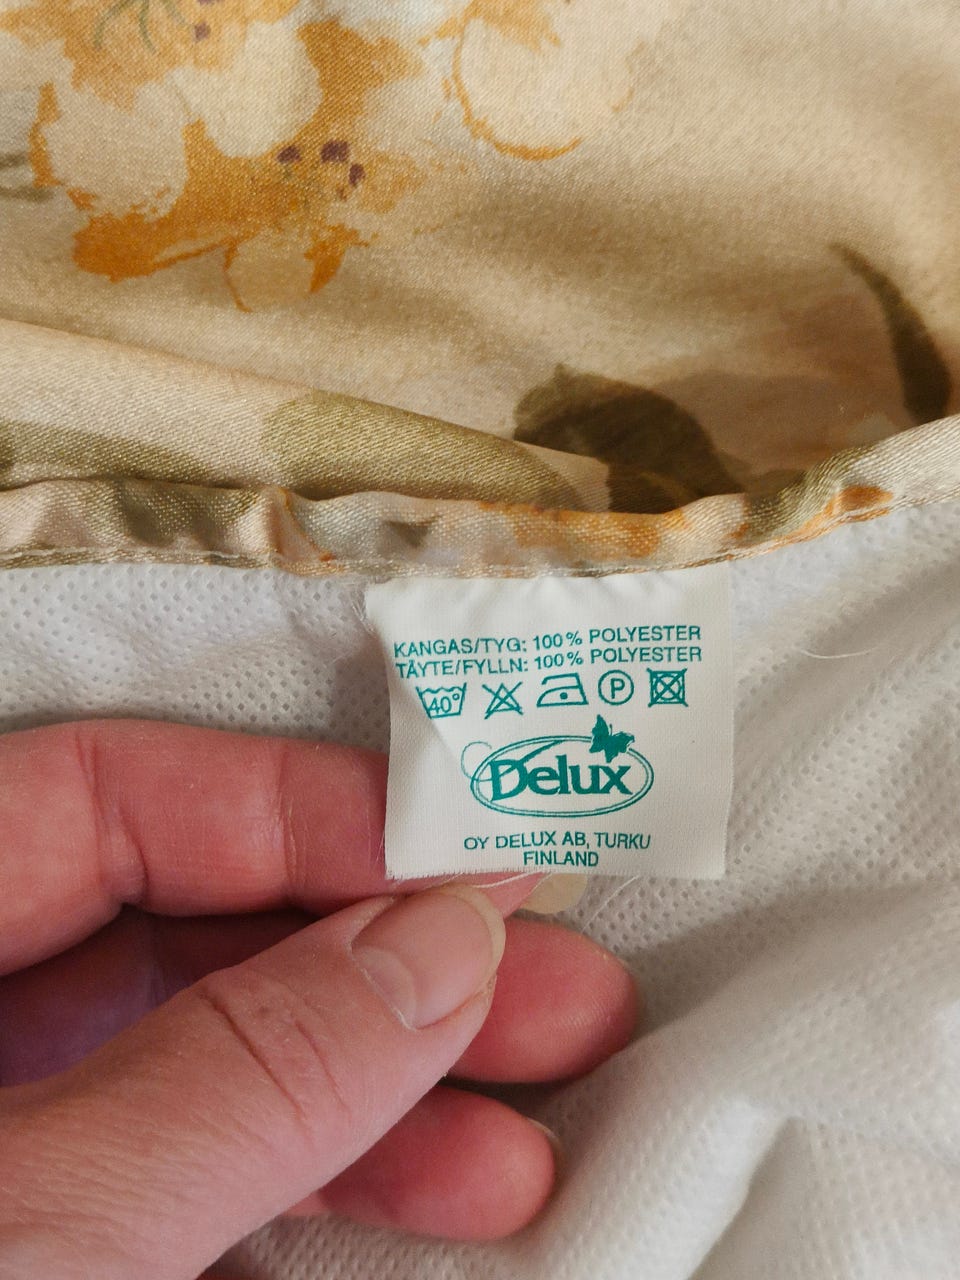 KANGAS/TYG: 100% POLYESTER
TÄYTE/FYLLN: 100% POLYESTER
40° P
Delux
OY DELUX AB, TURKU
FINLAND